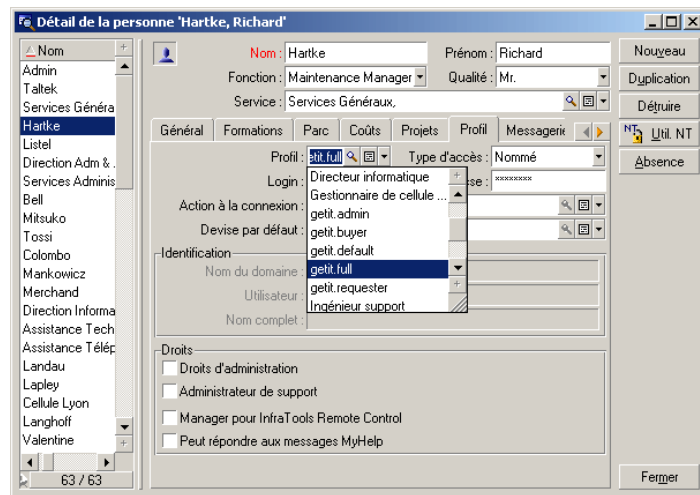 Détail de la personne 'Hartke, Richard'
Nom
Admin
Taltek
Services Généra
Hartke
Listel
Direction Adm &.
Services Adminis
Bell
Mitsuko
Tossi
Colombo
Mankowicz
Merchand
Direction Informa
Assistance Tech
Assistance Télép
Landau
Lapley
Cellule Lyon
Langhoff
Valentine
63 / 63
Nom : Hartke Prénom : Richard
Fonction : Maintenance Manager Qualité : Mr.
Service : Services Généraux,
Général Formations Parc Coûts Projets Profil Messagerie
Profil : etit.full Type d'accès : Nommé
Login : sse : ********
Action à la connexion :
Devise par défaut :
Directeur informatique
Gestionnaire de cellule ...
getit.admin
getit.buyer
getit.default
getit.full
getit.requester
Ingénieur support
Identification
Nom du domaine :
Utilisateur :
Nom complet :
Droits
Droits d'administration
Administrateur de support
Manager pour InfraTools Remote Control
Peut répondre aux messages MyHelp
Nouveau
Duplication
Détruire
NT Util. NT
Absence
Fermer